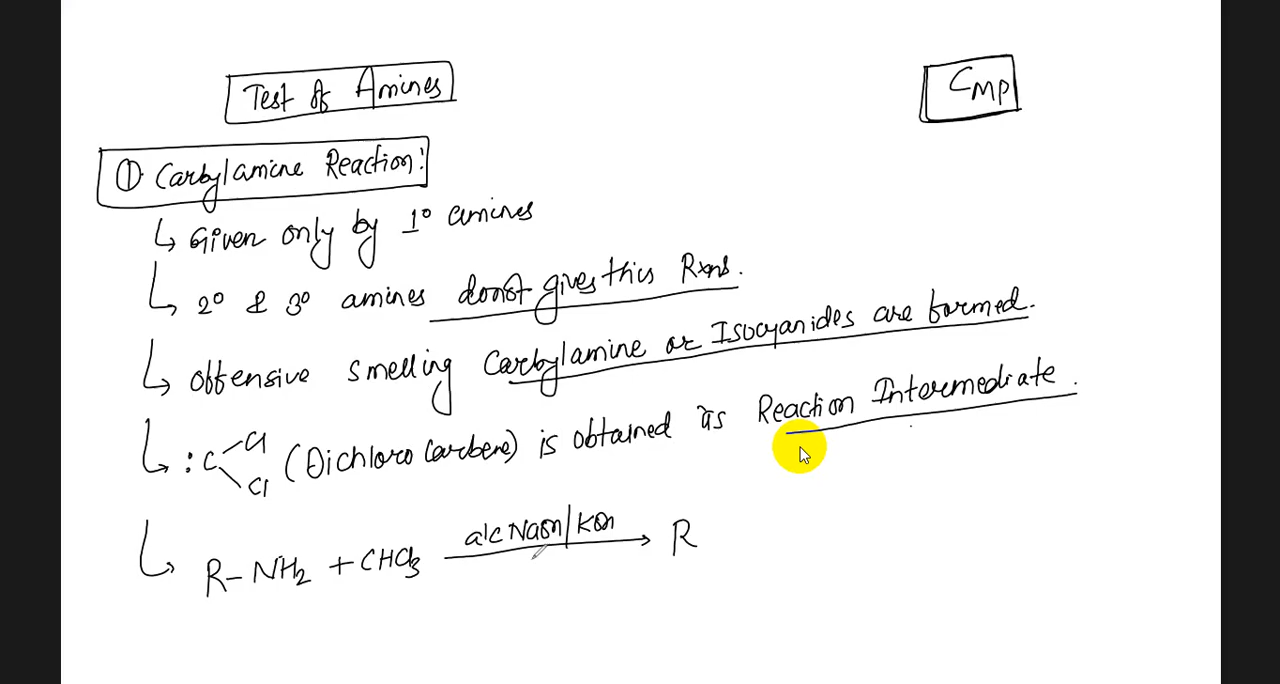 Test of Amines
CMP
① Carbylamine Reaction:
↳ Given only by 1° amines
↳ 2° & 3° amines donot gives this Rxns.
↳ Offensive smelling Carbylamine or Isocyanides are formed.
↳ :C Cl Cl (Dichloro Carbene) is obtained as Reaction Intermediate.
↳ R-NH₂ + CHCl₃ alc NaOH/KOH → R